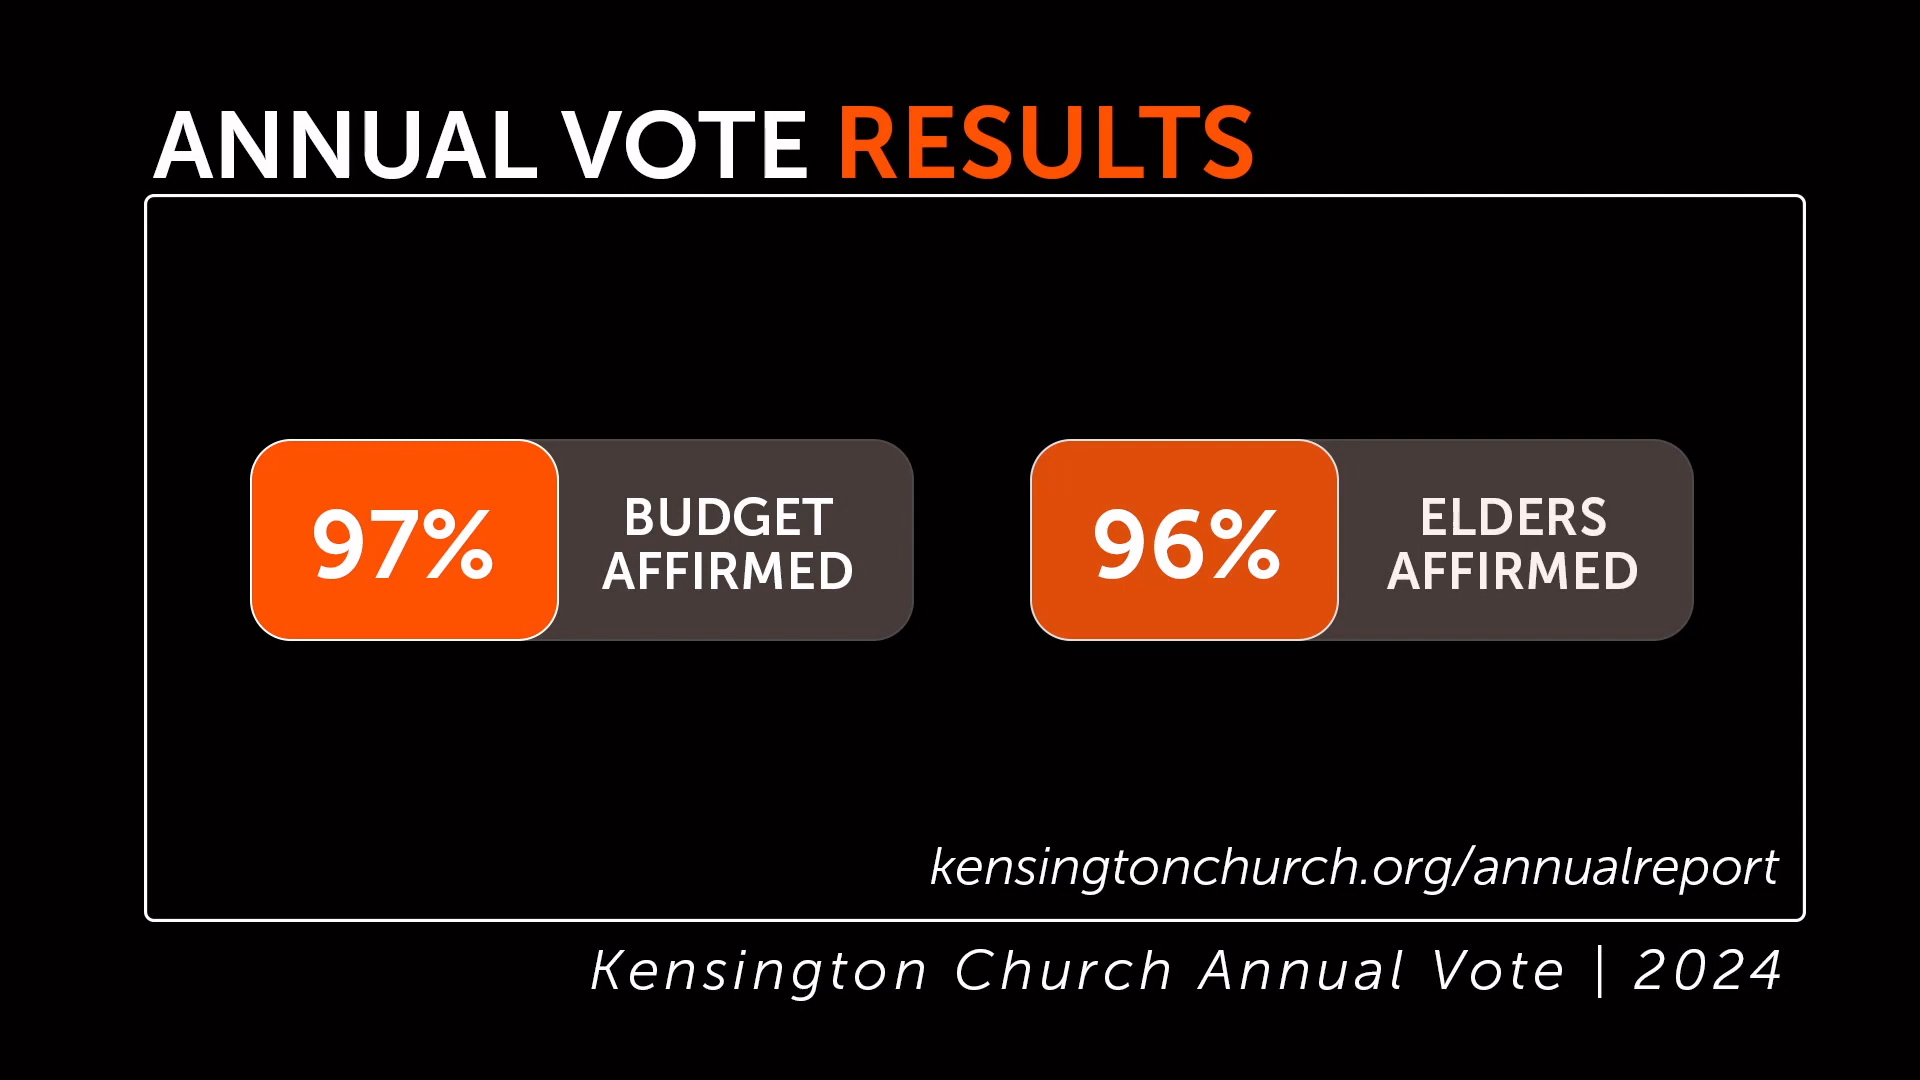 ANNUAL VOTE RESULTS
97%
BUDGET
AFFIRMED
96%
ELDERS
AFFIRMED
kensingtonchurch.org/annualreport
Kensington Church Annual Vote | 2024